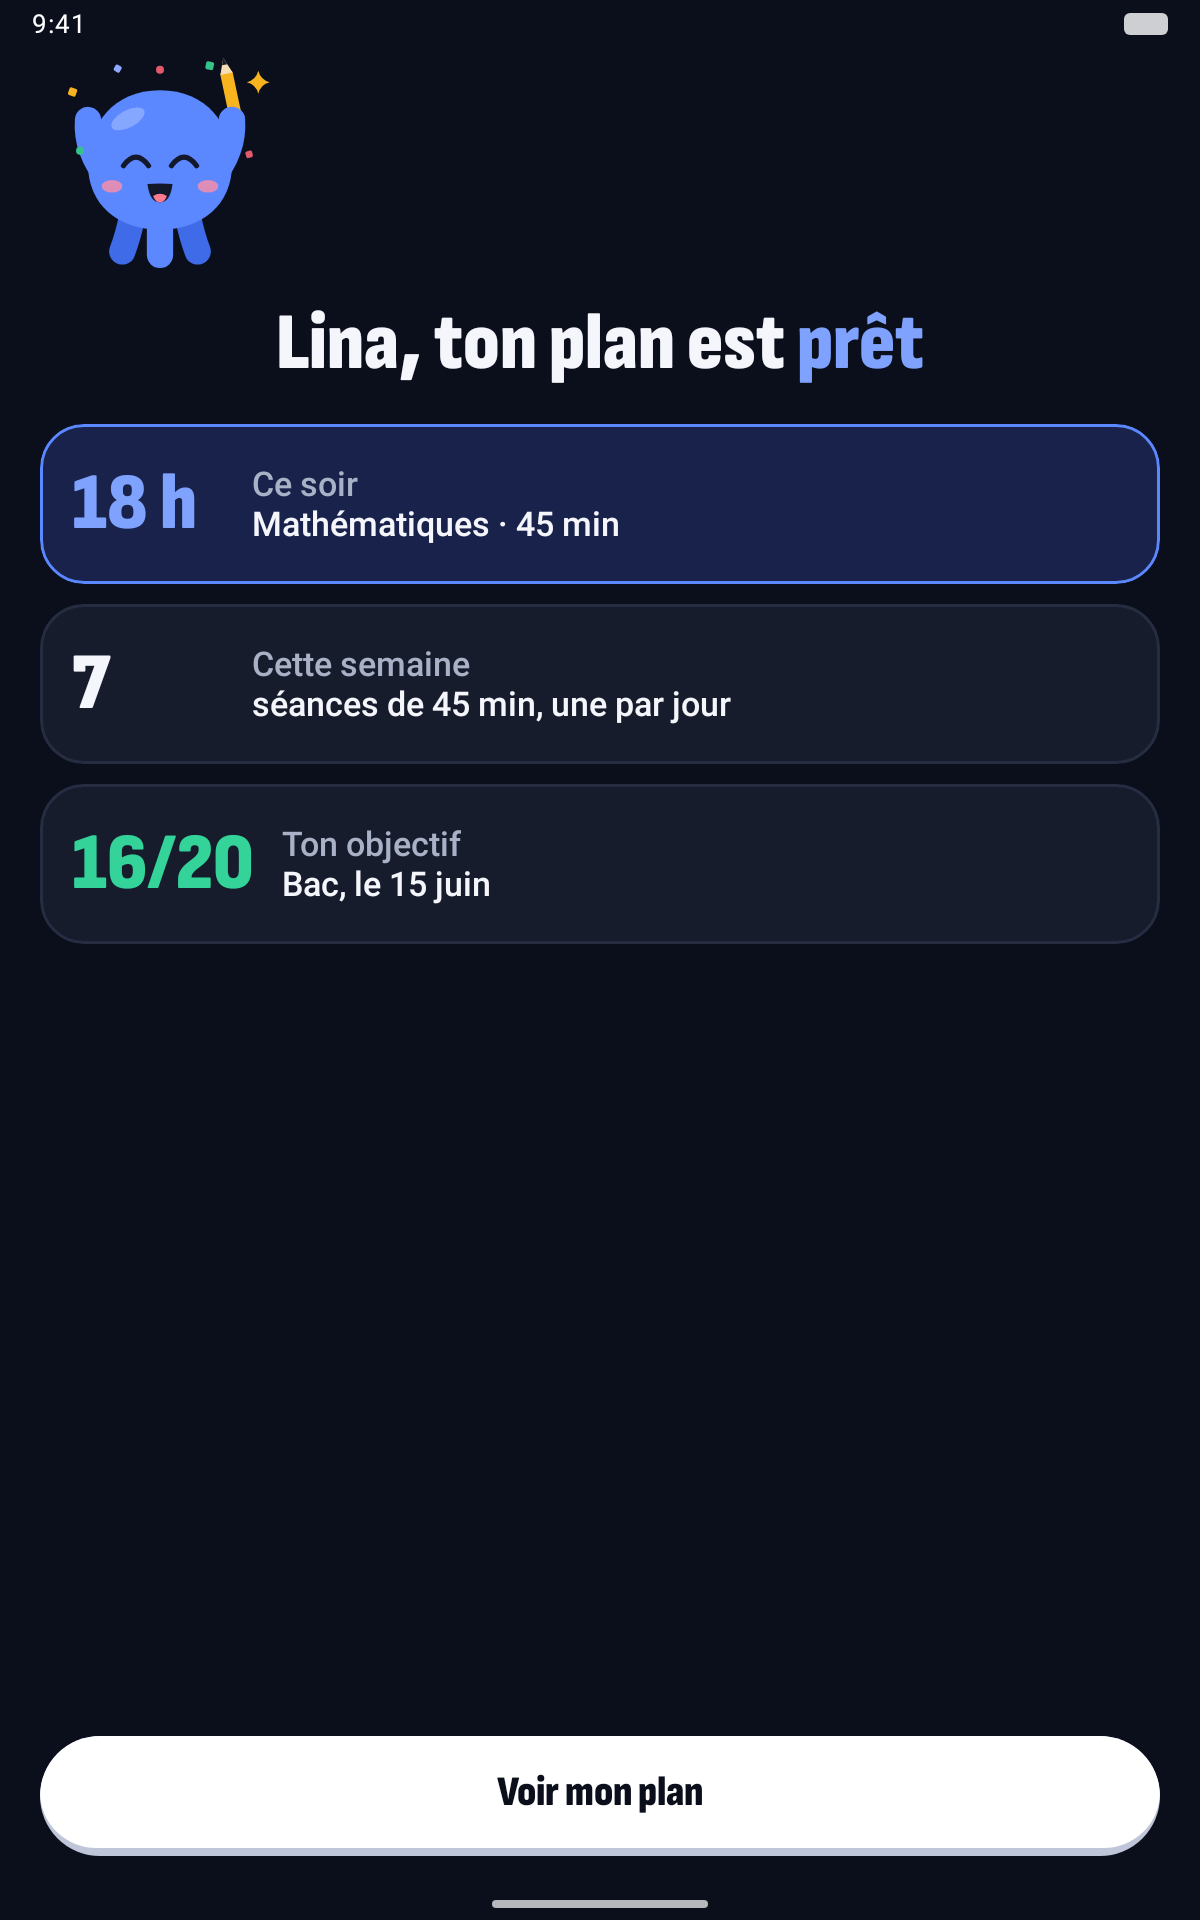 9:41
Lina, ton plan est prêt
18 h
Ce soir
Mathématiques · 45 min
7
Cette semaine
séances de 45 min, une par jour
16/20
Ton objectif
Bac, le 15 juin
Voir mon plan